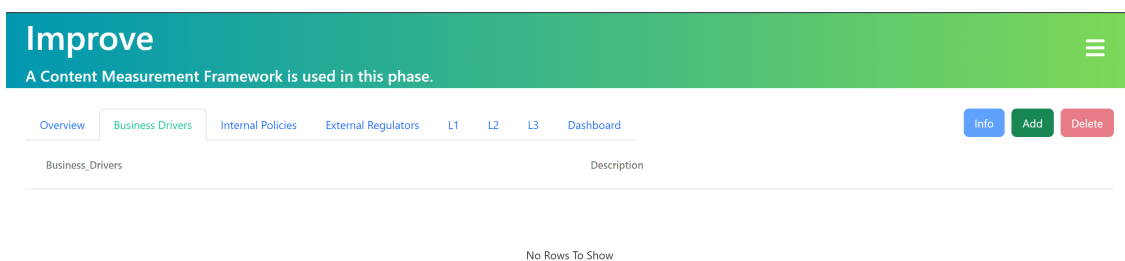 Improve
A Content Measurement Framework is used in this phase.
Overview Business Drivers Internal Policies External Regulators L1 L2 L3 Dashboard Info Add Delete
Business_Drivers Description
No Rows To Show